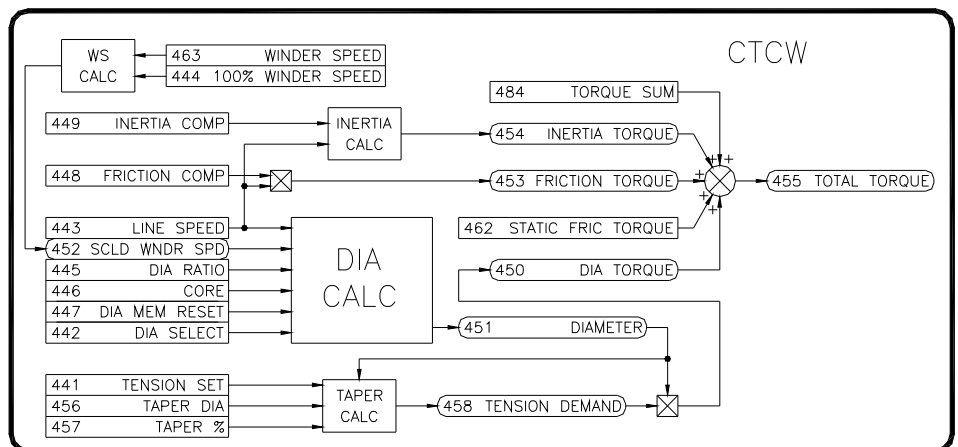 CTCW
WS CALC
463 WINDER SPEED
444 100% WINDER SPEED
484 TORQUE SUM
449 INERTIA COMP
INERTIA CALC
454 INERTIA TORQUE
448 FRICTION COMP
453 FRICTION TORQUE
455 TOTAL TORQUE
+
+
+
+
+
443 LINE SPEED
462 STATIC FRIC TORQUE
452 SCLD WNDR SPD
445 DIA RATIO
446 CORE
447 DIA MEM RESET
442 DIA SELECT
DIA CALC
450 DIA TORQUE
451 DIAMETER
441 TENSION SET
456 TAPER DIA
457 TAPER %
TAPER CALC
458 TENSION DEMAND